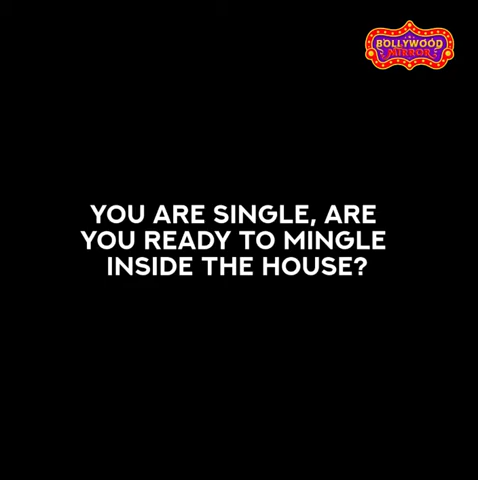 BOLLYWOOD
MIRROR
YOU ARE SINGLE, ARE
YOU READY TO MINGLE
INSIDE THE HOUSE?